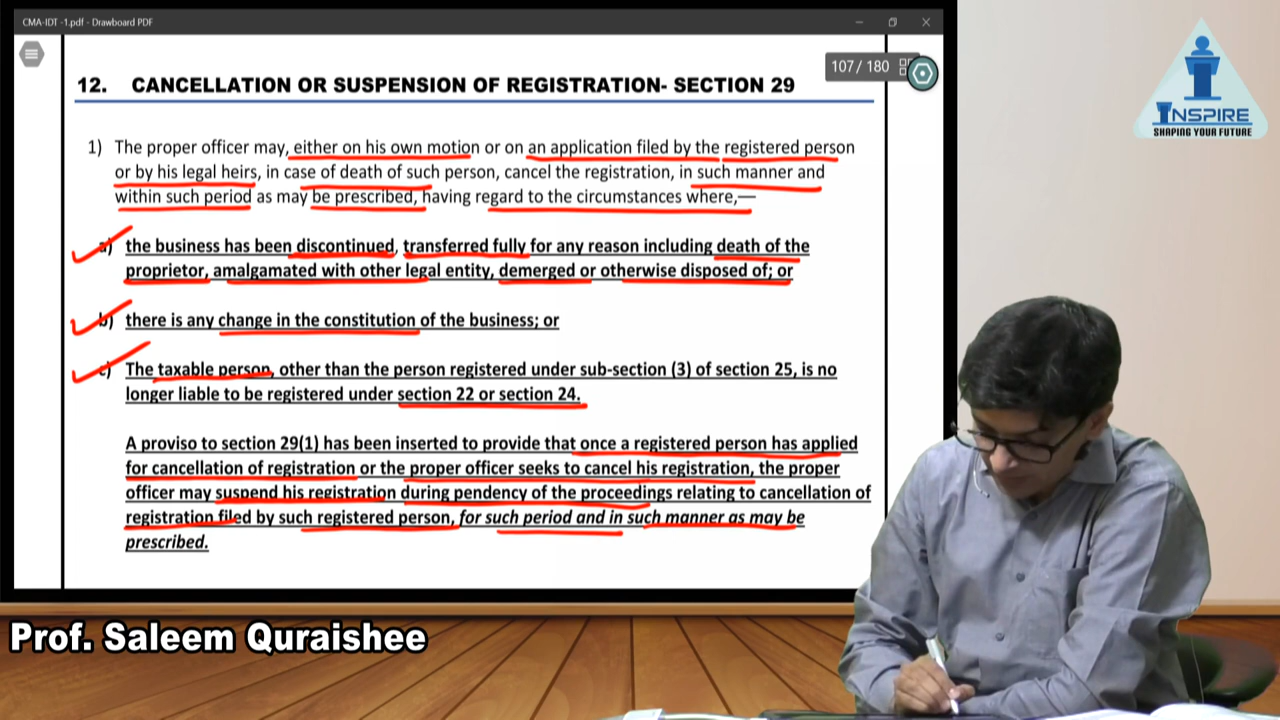 CMA-IDT -1.pdf - Drawboard PDF
107/ 180
12. CANCELLATION OR SUSPENSION OF REGISTRATION- SECTION 29
1) The proper officer may, either on his own motion or on an application filed by the registered person
or by his legal heirs, in case of death of such person, cancel the registration, in such manner and
within such period as may be prescribed, having regard to the circumstances where,—
a) the business has been discontinued, transferred fully for any reason including death of the
proprietor, amalgamated with other legal entity, demerged or otherwise disposed of; or
b) there is any change in the constitution of the business; or
c) The taxable person, other than the person registered under sub-section (3) of section 25, is no
longer liable to be registered under section 22 or section 24.
A proviso to section 29(1) has been inserted to provide that once a registered person has applied
for cancellation of registration or the proper officer seeks to cancel his registration, the proper
officer may suspend his registration during pendency of the proceedings relating to cancellation of
registration filed by such registered person, for such period and in such manner as may be
prescribed.
INSPIRE
SHAPING YOUR FUTURE
Prof. Saleem Quraishee